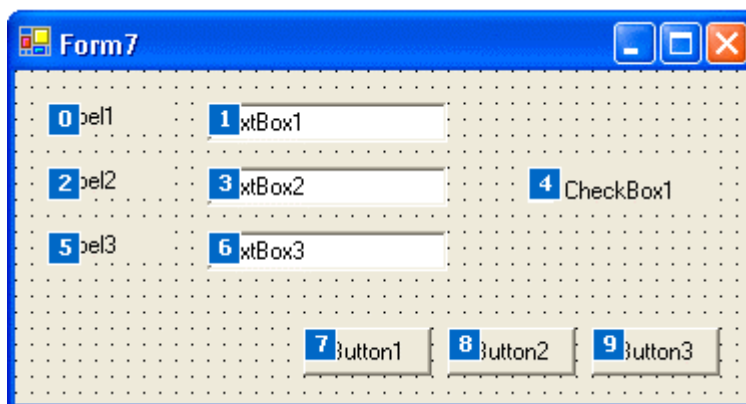 Form7
0 bel1 1 xtBox1
2 bel2 3 xtBox2 4 CheckBox1
5 bel3 6 xtBox3
7 Button1 8 Button2 9 Button3